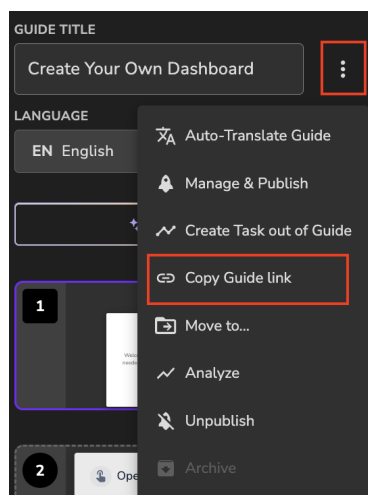 GUIDE TITLE
Create Your Own Dashboard
LANGUAGE
EN English
Auto-Translate Guide
Manage & Publish
Create Task out of Guide
Copy Guide link
Move to...
Analyze
Unpublish
Archive
1
2
Ope